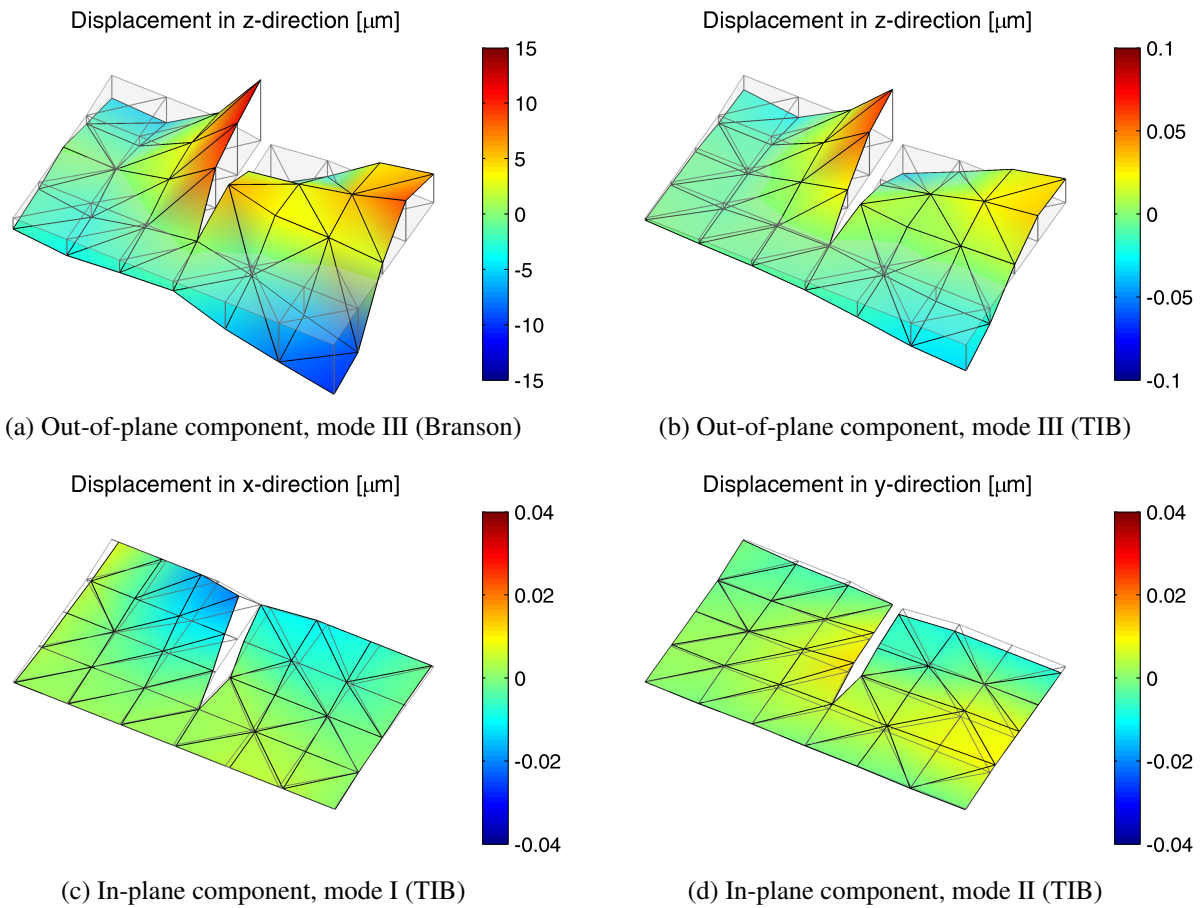 Displacement in z-direction [μm]
15
10
5
0
-5
-10
-15
(a) Out-of-plane component, mode III (Branson)
Displacement in z-direction [μm]
0.1
0.05
0
-0.05
-0.1
(b) Out-of-plane component, mode III (TIB)
Displacement in x-direction [μm]
0.04
0.02
0
-0.02
-0.04
(c) In-plane component, mode I (TIB)
Displacement in y-direction [μm]
0.04
0.02
0
-0.02
-0.04
(d) In-plane component, mode II (TIB)